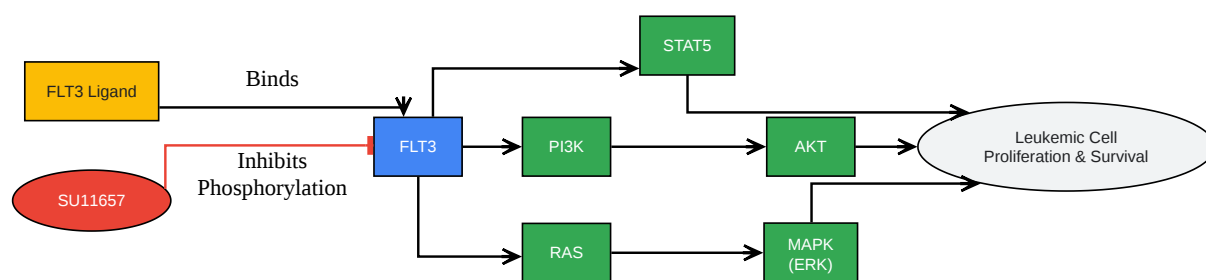 STAT5
FLT3 Ligand
Binds
FLT3
PI3K
AKT
Leukemic Cell
Proliferation & Survival
Inhibits
Phosphorylation
SU11657
RAS
MAPK
(ERK)